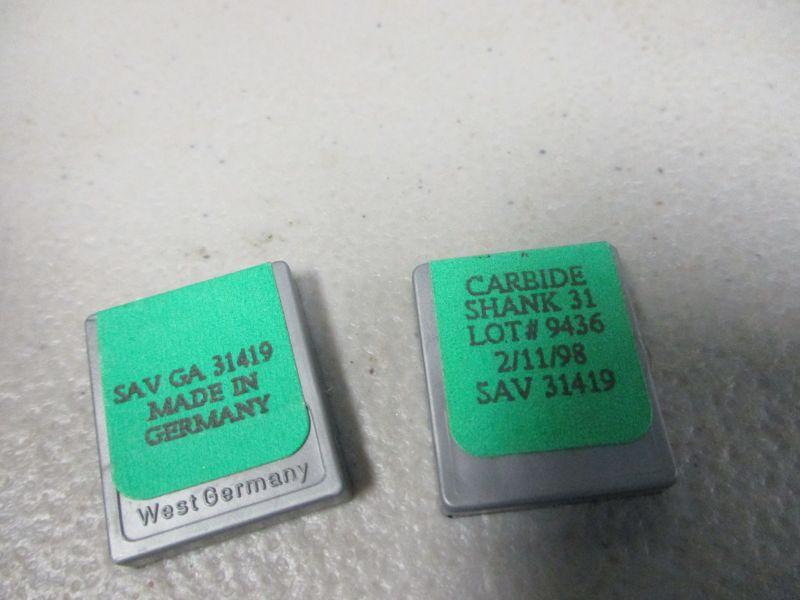 SAV GA 31419
MADE IN
GERMANY
West Germany
CARBIDE
SHANK 31
LOT# 9436
2/11/98
SAV 31419